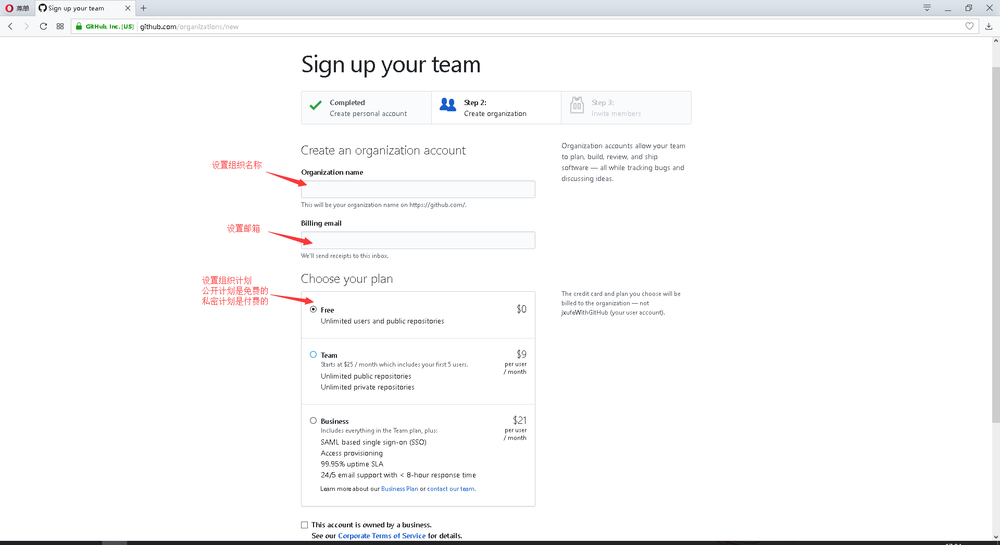 菜单
Sign up your team
GitHub, Inc. [US]
github.com/organizations/new
Sign up your team
Completed
Create personal account
Step 2:
Create organization
Step 3:
Invite members
Create an organization account
Organization accounts allow your team
to plan, build, review, and ship
software — all while tracking bugs and
discussing ideas.
设置组织名称
Organization name
This will be your organization name on https://github.com/.
设置邮箱
Billing email
We'll send receipts to this inbox.
Choose your plan
设置组织计划
公开计划是免费的
私密计划是付费的
The credit card and plan you choose will be
billed to the organization — not
jxufeWithGitHub (your user account).
Free
$0
Unlimited users and public repositories
Team
$9
per user
/ month
Starts at $25 / month which includes your first 5 users.
Unlimited public repositories
Unlimited private repositories
Business
$21
per user
/ month
Includes everything in the Team plan, plus:
SAML based single sign-on (SSO)
Access provisioning
99.95% uptime SLA
24/5 email support with < 8-hour response time
Learn more about our Business Plan or contact our team.
This account is owned by a business.
See our Corporate Terms of Service for details.